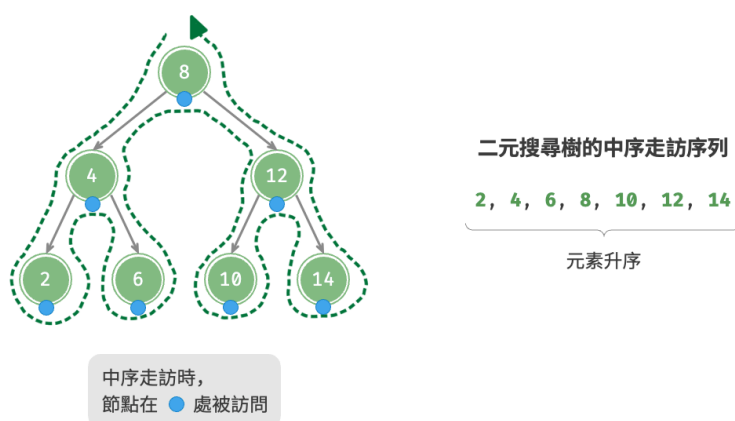 8
4
12
2
6
10
14
二元搜尋樹的中序走訪序列
2, 4, 6, 8, 10, 12, 14
元素升序
中序走訪時，
節點在 處被訪問